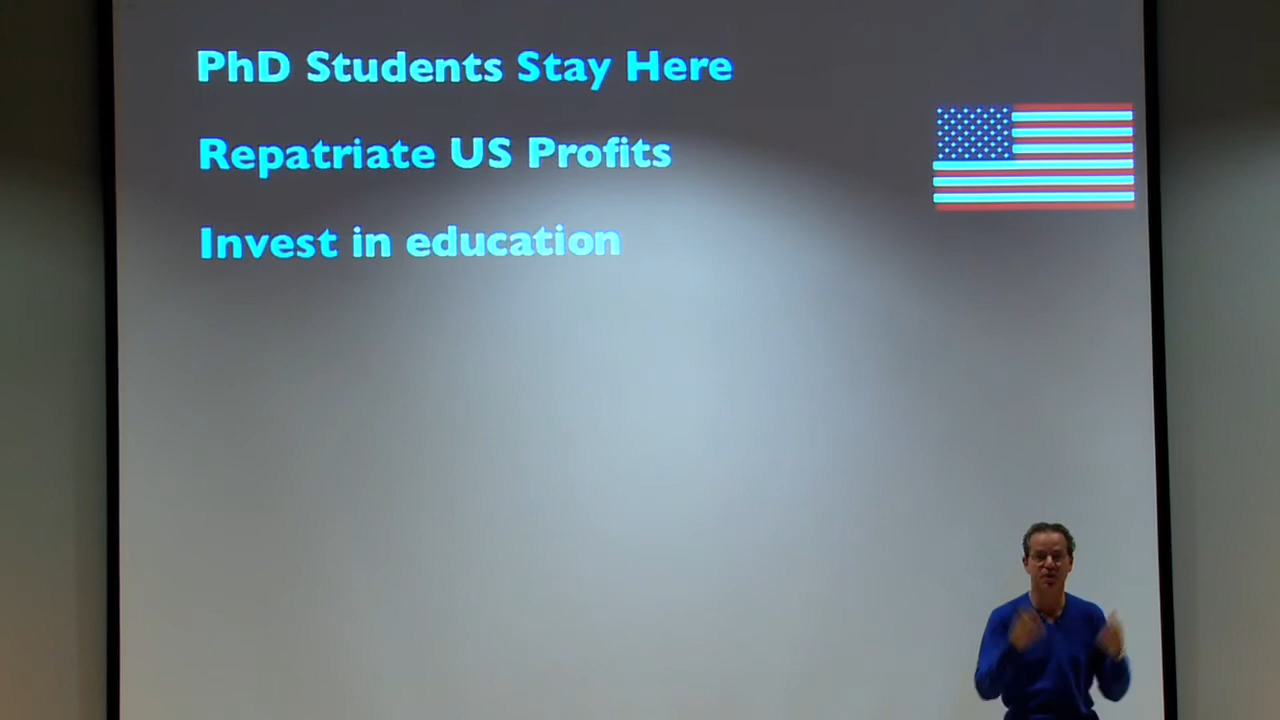 PhD Students Stay Here
Repatriate US Profits
Invest in education